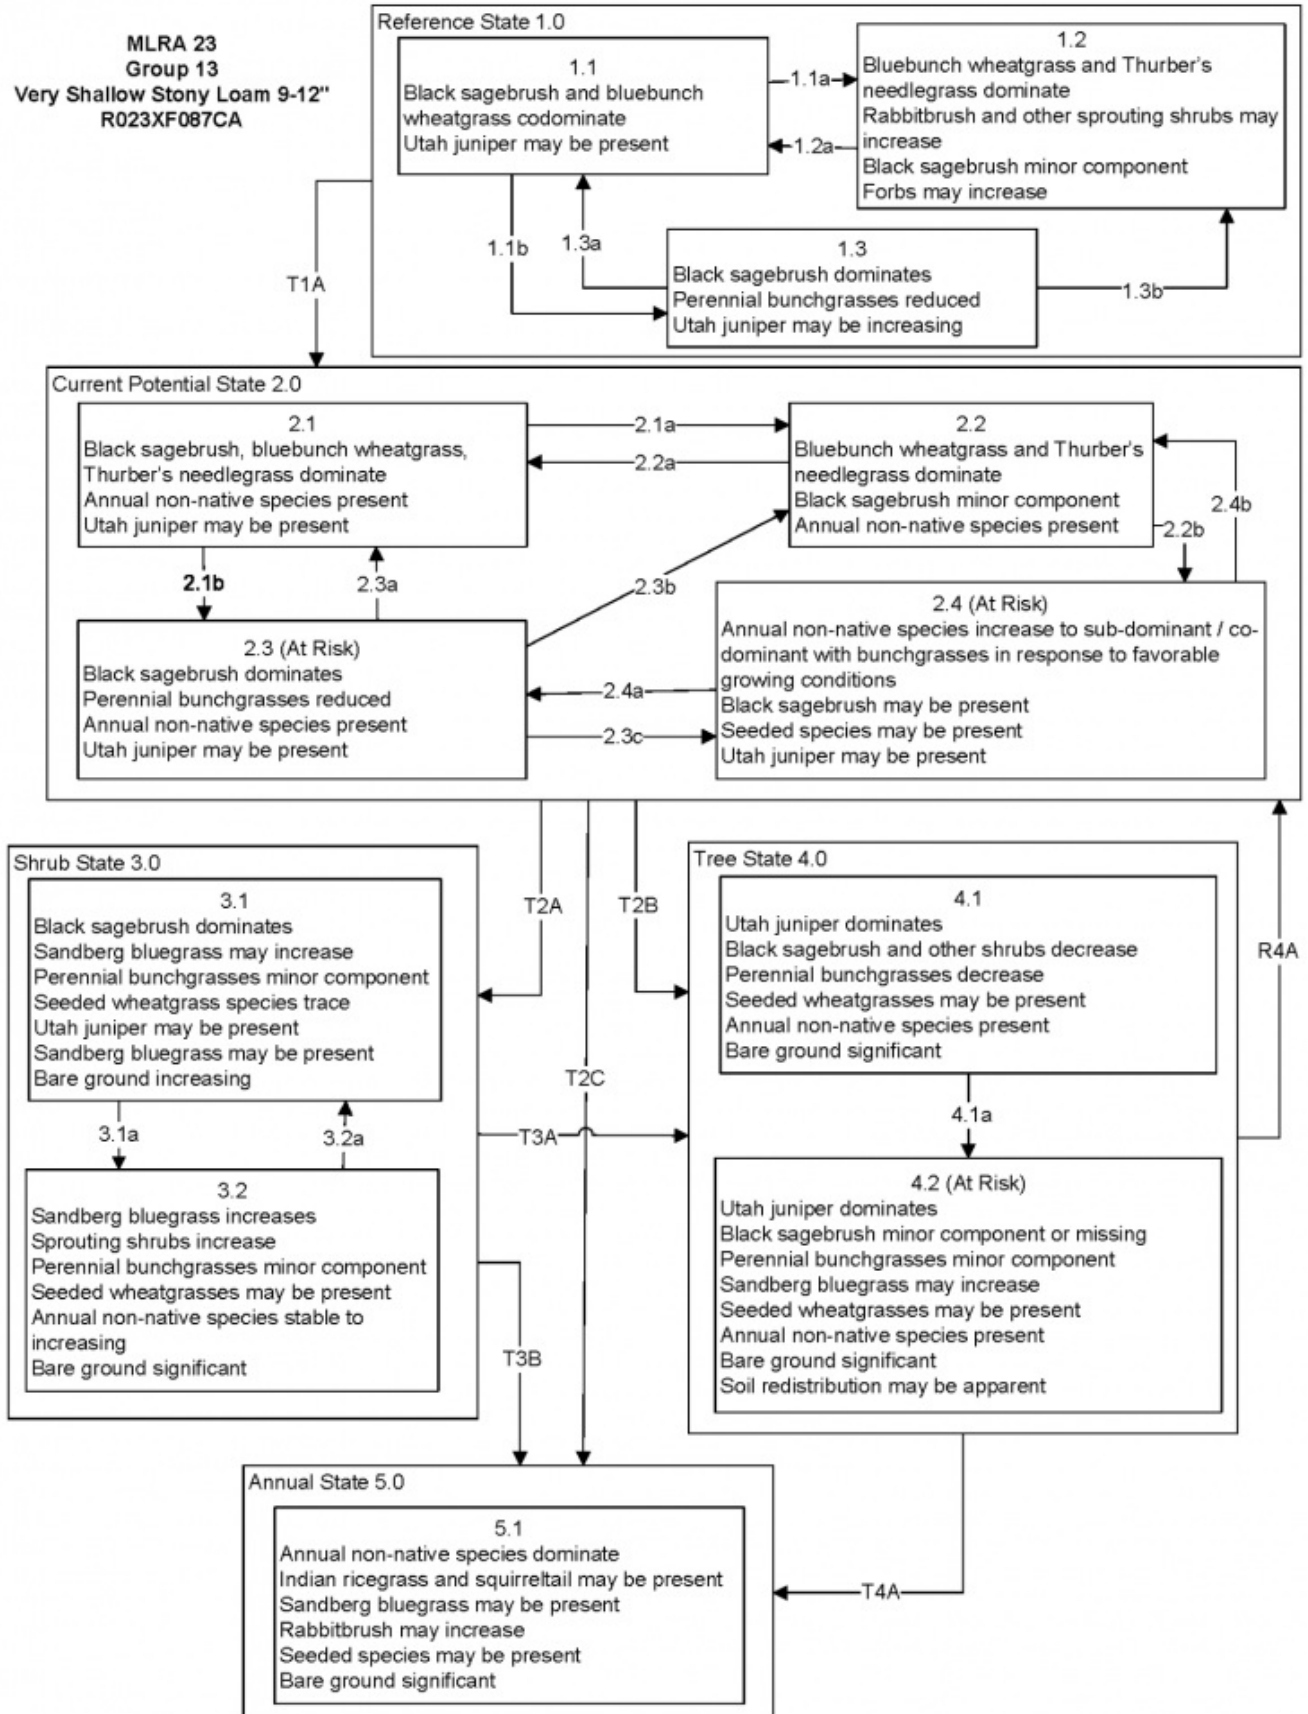 MLRA 23
Group 13
Very Shallow Stony Loam 9-12"
R023XF087CA
Reference State 1.0
1.1
Black sagebrush and bluebunch
wheatgrass codominate
Utah juniper may be present
1.1a
1.2a
1.2
Bluebunch wheatgrass and Thurber's
needlegrass dominate
Rabbitbrush and other sprouting shrubs may
increase
Black sagebrush minor component
Forbs may increase
1.1b
1.3a
1.3
Black sagebrush dominates
Perennial bunchgrasses reduced
Utah juniper may be increasing
1.3b
T1A
Current Potential State 2.0
2.1
Black sagebrush, bluebunch wheatgrass,
Thurber's needlegrass dominate
Annual non-native species present
Utah juniper may be present
2.1a
2.2a
2.2
Bluebunch wheatgrass and Thurber's
needlegrass dominate
Black sagebrush minor component
Annual non-native species present
2.4b
2.2b
2.1b
2.3a
2.3b
2.3 (At Risk)
Black sagebrush dominates
Perennial bunchgrasses reduced
Annual non-native species present
Utah juniper may be present
2.4a
2.3c
2.4 (At Risk)
Annual non-native species increase to sub-dominant / co-
dominant with bunchgrasses in response to favorable
growing conditions
Black sagebrush may be present
Seeded species may be present
Utah juniper may be present
Shrub State 3.0
3.1
Black sagebrush dominates
Sandberg bluegrass may increase
Perennial bunchgrasses minor component
Seeded wheatgrass species trace
Utah juniper may be present
Sandberg bluegrass may be present
Bare ground increasing
3.1a
3.2a
3.2
Sandberg bluegrass increases
Sprouting shrubs increase
Perennial bunchgrasses minor component
Seeded wheatgrasses may be present
Annual non-native species stable to
increasing
Bare ground significant
T2A
T2B
T2C
T3A
T3B
Tree State 4.0
4.1
Utah juniper dominates
Black sagebrush and other shrubs decrease
Perennial bunchgrasses decrease
Seeded wheatgrasses may be present
Annual non-native species present
Bare ground significant
4.1a
4.2 (At Risk)
Utah juniper dominates
Black sagebrush minor component or missing
Perennial bunchgrasses minor component
Sandberg bluegrass may increase
Seeded wheatgrasses may be present
Annual non-native species present
Bare ground significant
Soil redistribution may be apparent
R4A
Annual State 5.0
5.1
Annual non-native species dominate
Indian ricegrass and squirreltail may be present
Sandberg bluegrass may be present
Rabbitbrush may increase
Seeded species may be present
Bare ground significant
T4A